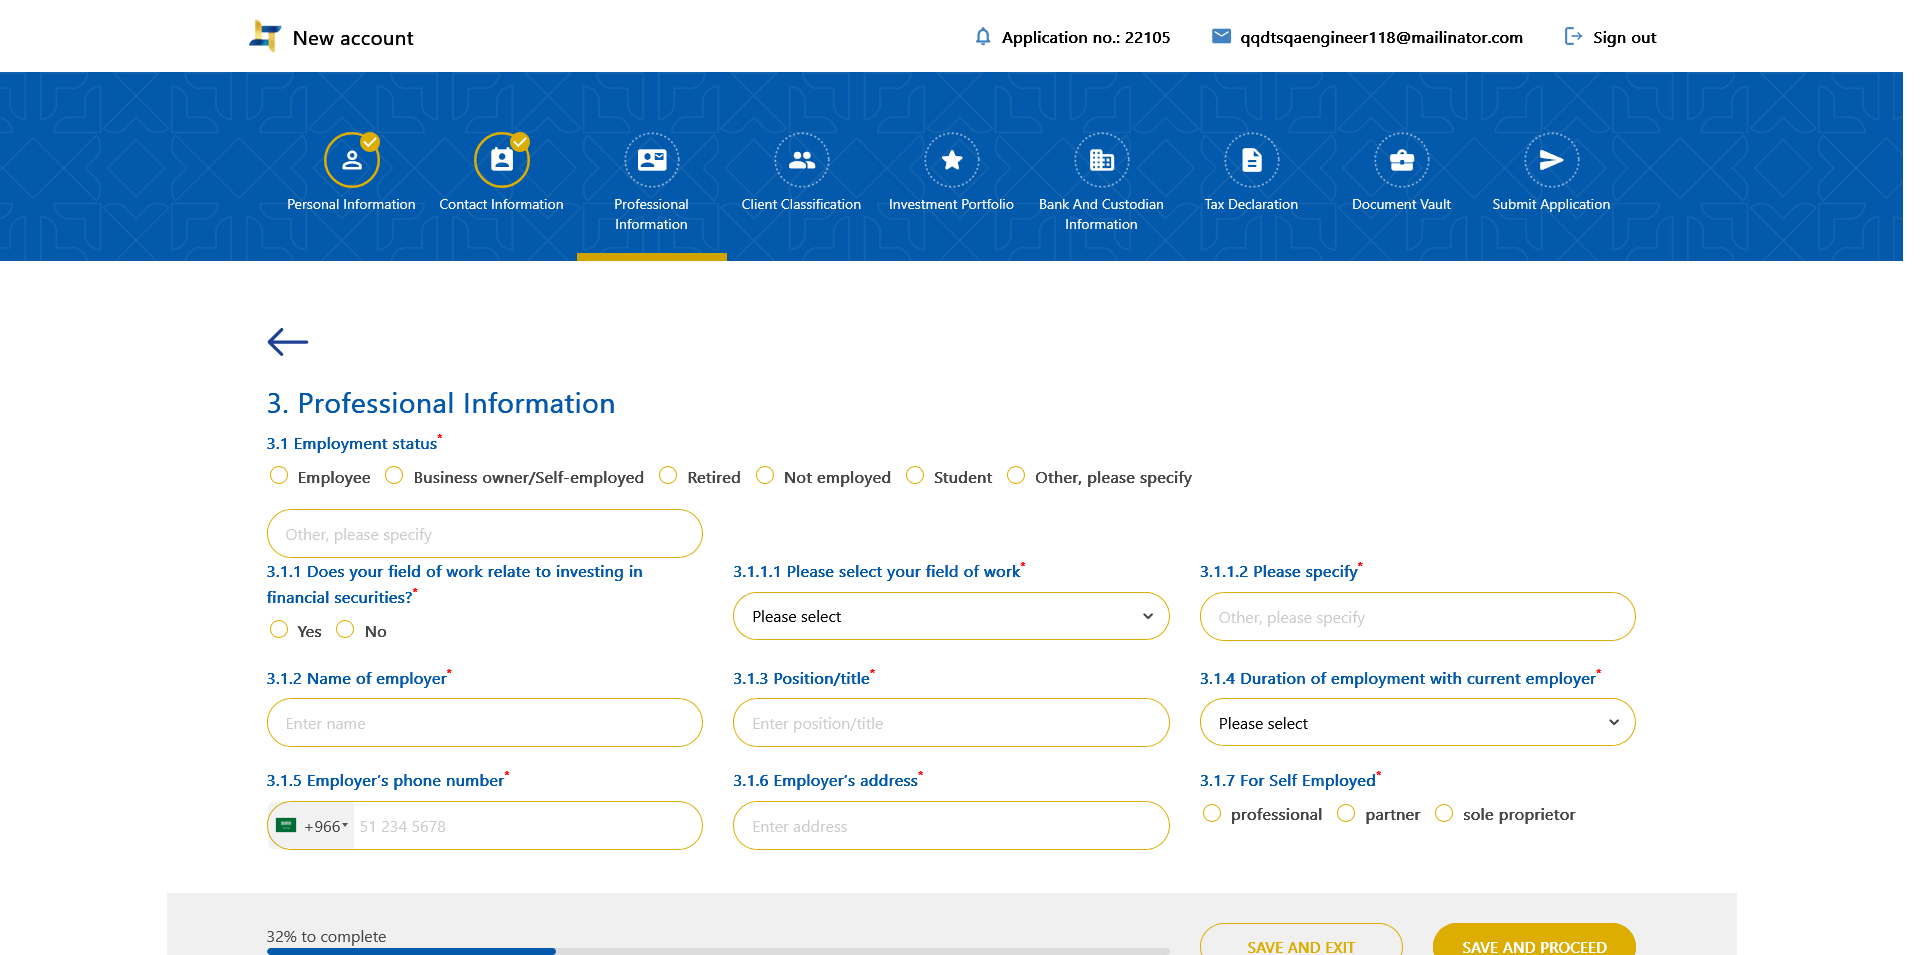 New account
Application no.: 22105
qqdtsqaengineer118@mailinator.com
Sign out
Personal Information
Contact Information
Professional
Information
Client Classification
Investment Portfolio
Bank And Custodian
Information
Tax Declaration
Document Vault
Submit Application
3. Professional Information
3.1 Employment status*
Employee
Business owner/Self-employed
Retired
Not employed
Student
Other, please specify
Other, please specify
3.1.1 Does your field of work relate to investing in
financial securities?*
Yes
No
3.1.1.1 Please select your field of work*
Please select
3.1.1.2 Please specify*
Other, please specify
3.1.2 Name of employer*
Enter name
3.1.3 Position/title*
Enter position/title
3.1.4 Duration of employment with current employer*
Please select
3.1.5 Employer's phone number*
+966
51 234 5678
3.1.6 Employer's address*
Enter address
3.1.7 For Self Employed*
professional
partner
sole proprietor
32% to complete
SAVE AND EXIT
SAVE AND PROCEED